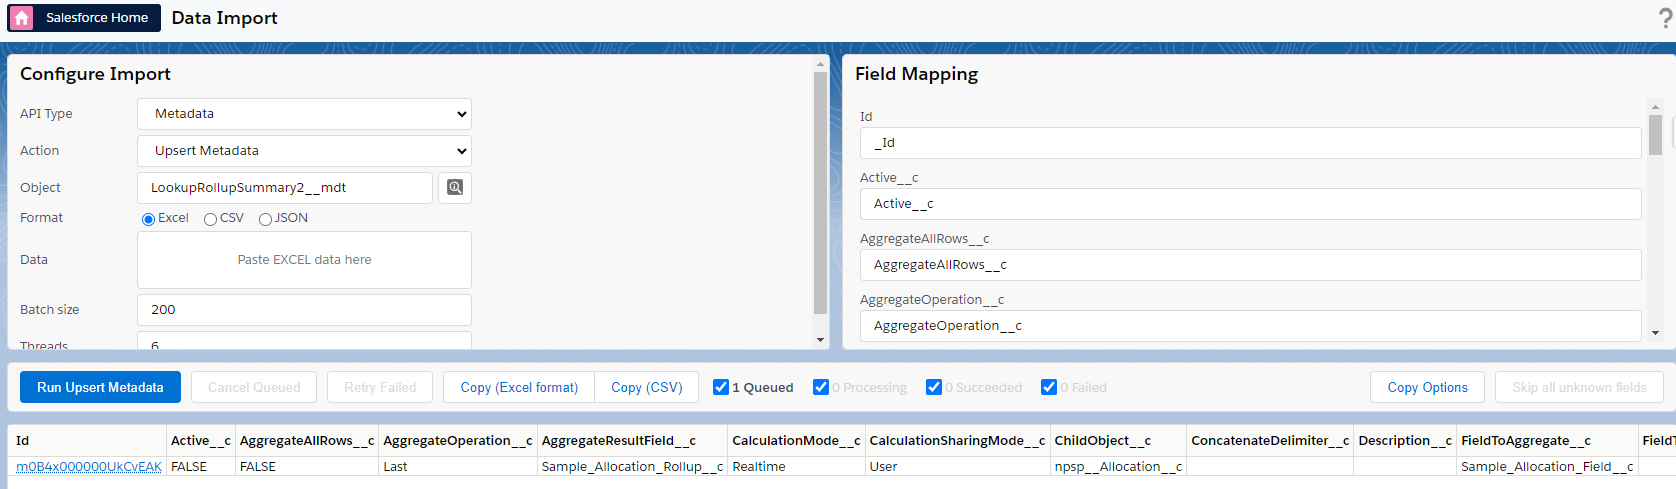 Salesforce Home Data Import ?
Configure Import
API Type Metadata
Action Upsert Metadata
Object LookupRollupSummary2__mdt
Format Excel CSV JSON
Data Paste EXCEL data here
Batch size 200
Threads 6
Field Mapping
Id
_Id
Active__c
Active__c
AggregateAllRows__c
AggregateAllRows__c
AggregateOperation__c
AggregateOperation__c
Run Upsert Metadata Cancel Queued Retry Failed Copy (Excel format) Copy (CSV) 1 Queued 0 Processing 0 Succeeded 0 Failed Copy Options Skip all unknown fields
Id Active__c AggregateAllRows__c AggregateOperation__c AggregateResultField__c CalculationMode__c CalculationSharingMode__c ChildObject__c ConcatenateDelimiter__c Description__c FieldToAggregate__c FieldT
m0B4x000000UkCvEAK FALSE FALSE Last Sample_Allocation_Rollup__c Realtime User npsp__Allocation__c Sample_Allocation_Field__c